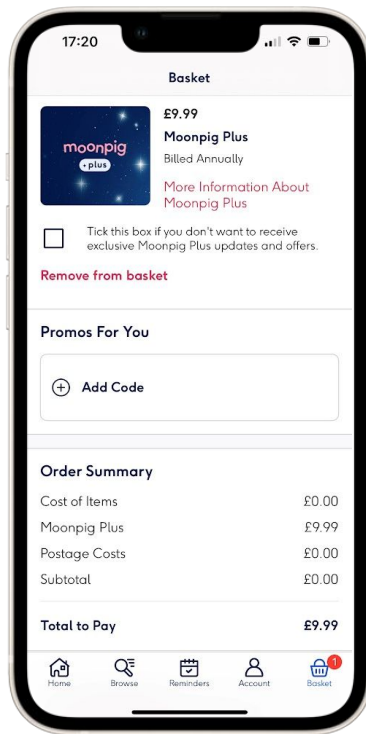 17:20
Basket
£9.99
moonpig
+plus
Moonpig Plus
Billed Annually
More Information About
Moonpig Plus
Tick this box if you don't want to receive
exclusive Moonpig Plus updates and offers.
Remove from basket
Promos For You
Add Code
Order Summary
Cost of Items £0.00
Moonpig Plus £9.99
Postage Costs £0.00
Subtotal £0.00
Total to Pay £9.99
1
Home Browse Reminders Account Basket